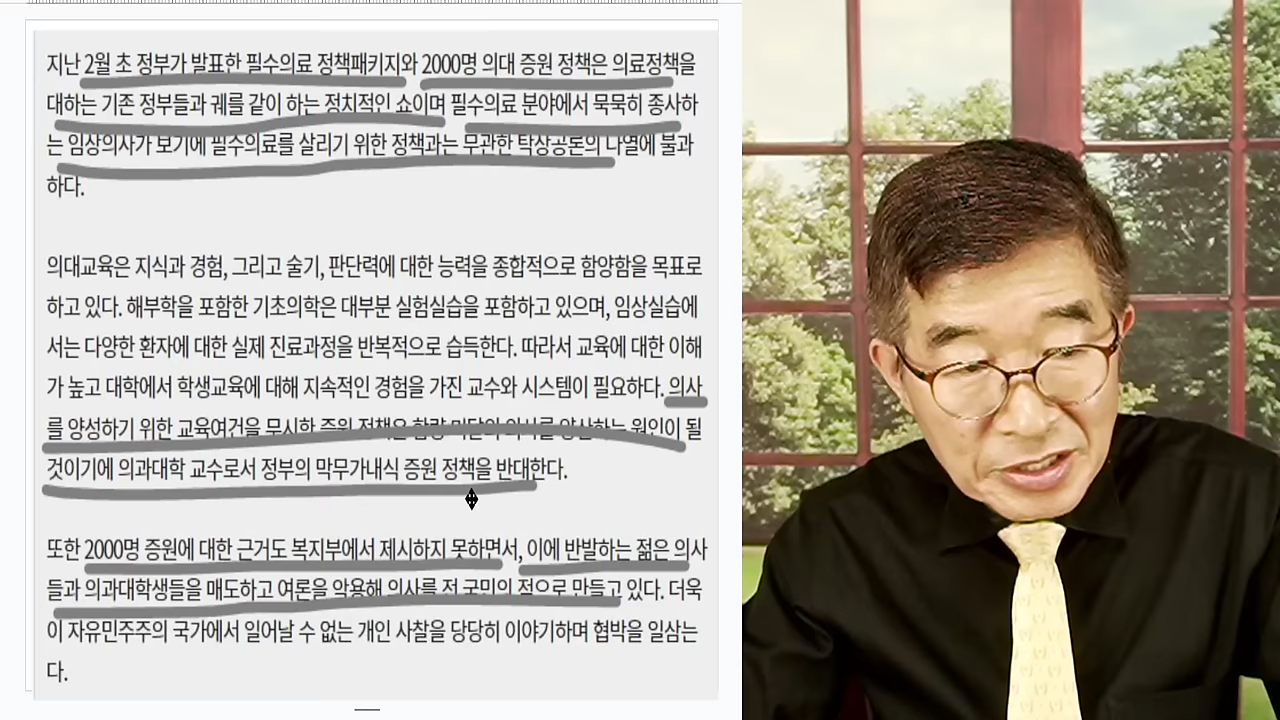 지난 2월 초 정부가 발표한 필수의료 정책패키지와 2000명 의대 증원 정책은 의료정책을
대하는 기존 정부들과 궤를 같이 하는 정치적인 쇼이며 필수의료 분야에서 묵묵히 종사하
는 임상의사가 보기에 필수의료를 살리기 위한 정책과는 무관한 탁상공론의 나열에 불과
하다.
의대교육은 지식과 경험, 그리고 술기, 판단력에 대한 능력을 종합적으로 함양함을 목표로
하고 있다. 해부학을 포함한 기초의학은 대부분 실험실습을 포함하고 있으며, 임상실습에
서는 다양한 환자에 대한 실제 진료과정을 반복적으로 습득한다. 따라서 교육에 대한 이해
가 높고 대학에서 학생교육에 대해 지속적인 경험을 가진 교수와 시스템이 필요하다. 의사
를 양성하기 위한 교육여건을 무시한 증원 정책은 함량 미달의 의사를 양산하는 원인이 될
것이기에 의과대학 교수로서 정부의 막무가내식 증원 정책을 반대한다.
또한 2000명 증원에 대한 근거도 복지부에서 제시하지 못하면서, 이에 반발하는 젊은 의사
들과 의과대학생들을 매도하고 여론을 악용해 의사를 전 국민의 적으로 만들고 있다. 더욱
이 자유민주주의 국가에서 일어날 수 없는 개인 사찰을 당당히 이야기하며 협박을 일삼는
다.